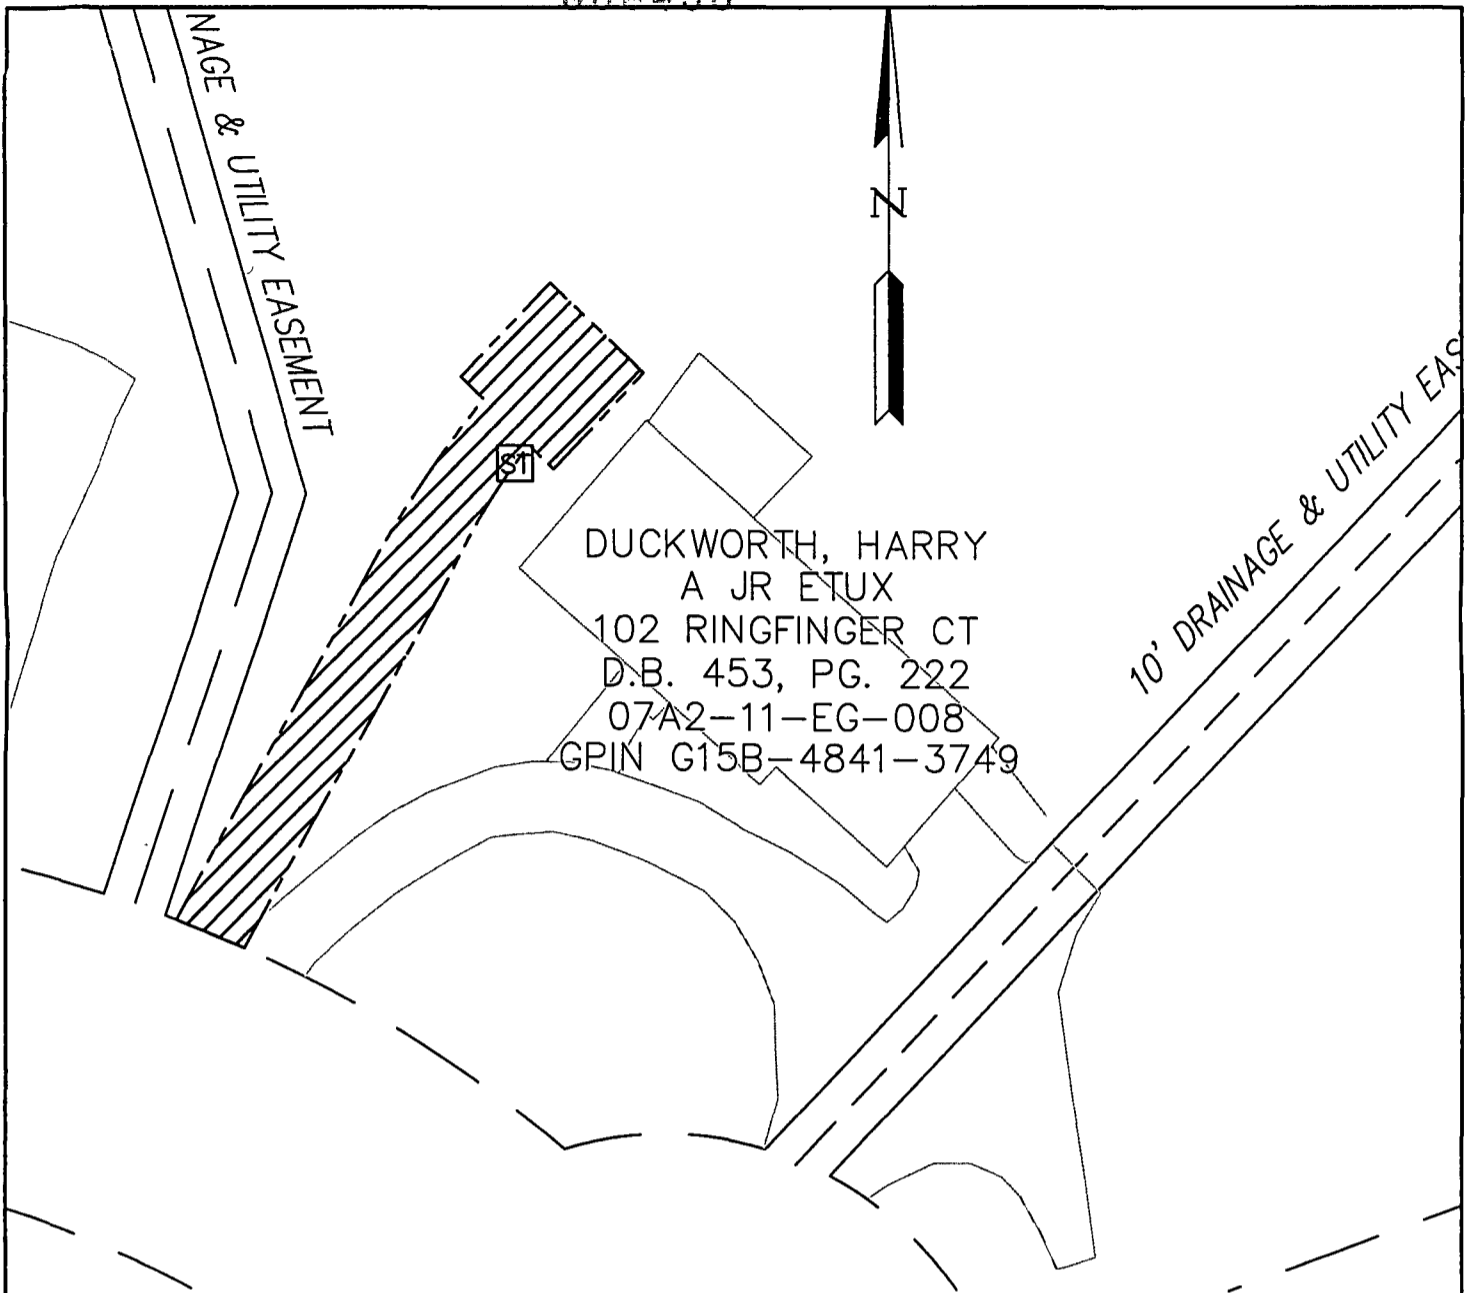 NAGE & UTILITY EASEMENT
N
ST
DUCKWORTH, HARRY
A JR ETUX
102 RINGFINGER CT
D.B. 453, PG. 222
07A2-11-EG-008
GPIN G15B-4841-3749
10' DRAINAGE & UTILITY EAS